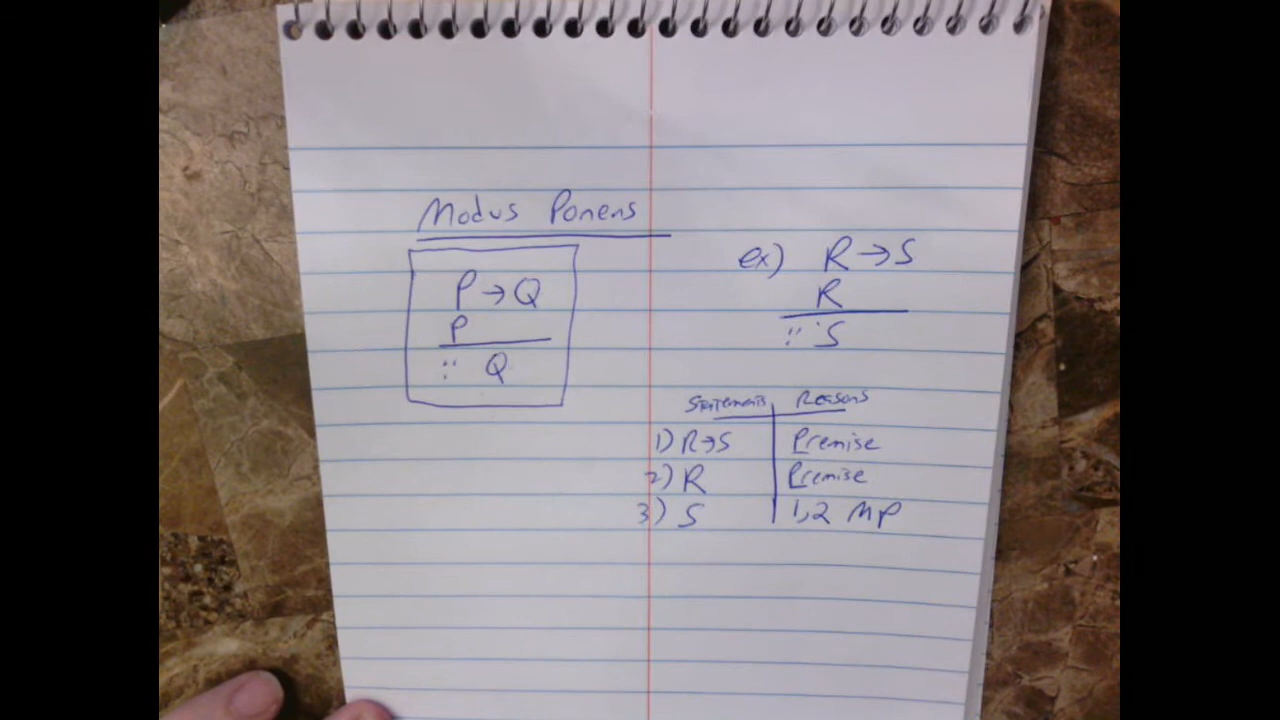 Modus Ponens
P → Q
P
∴ Q
ex) R → S
R
∴ S
Statements Reasons
1) R → S Premise
2) R Premise
3) S 1,2 MP